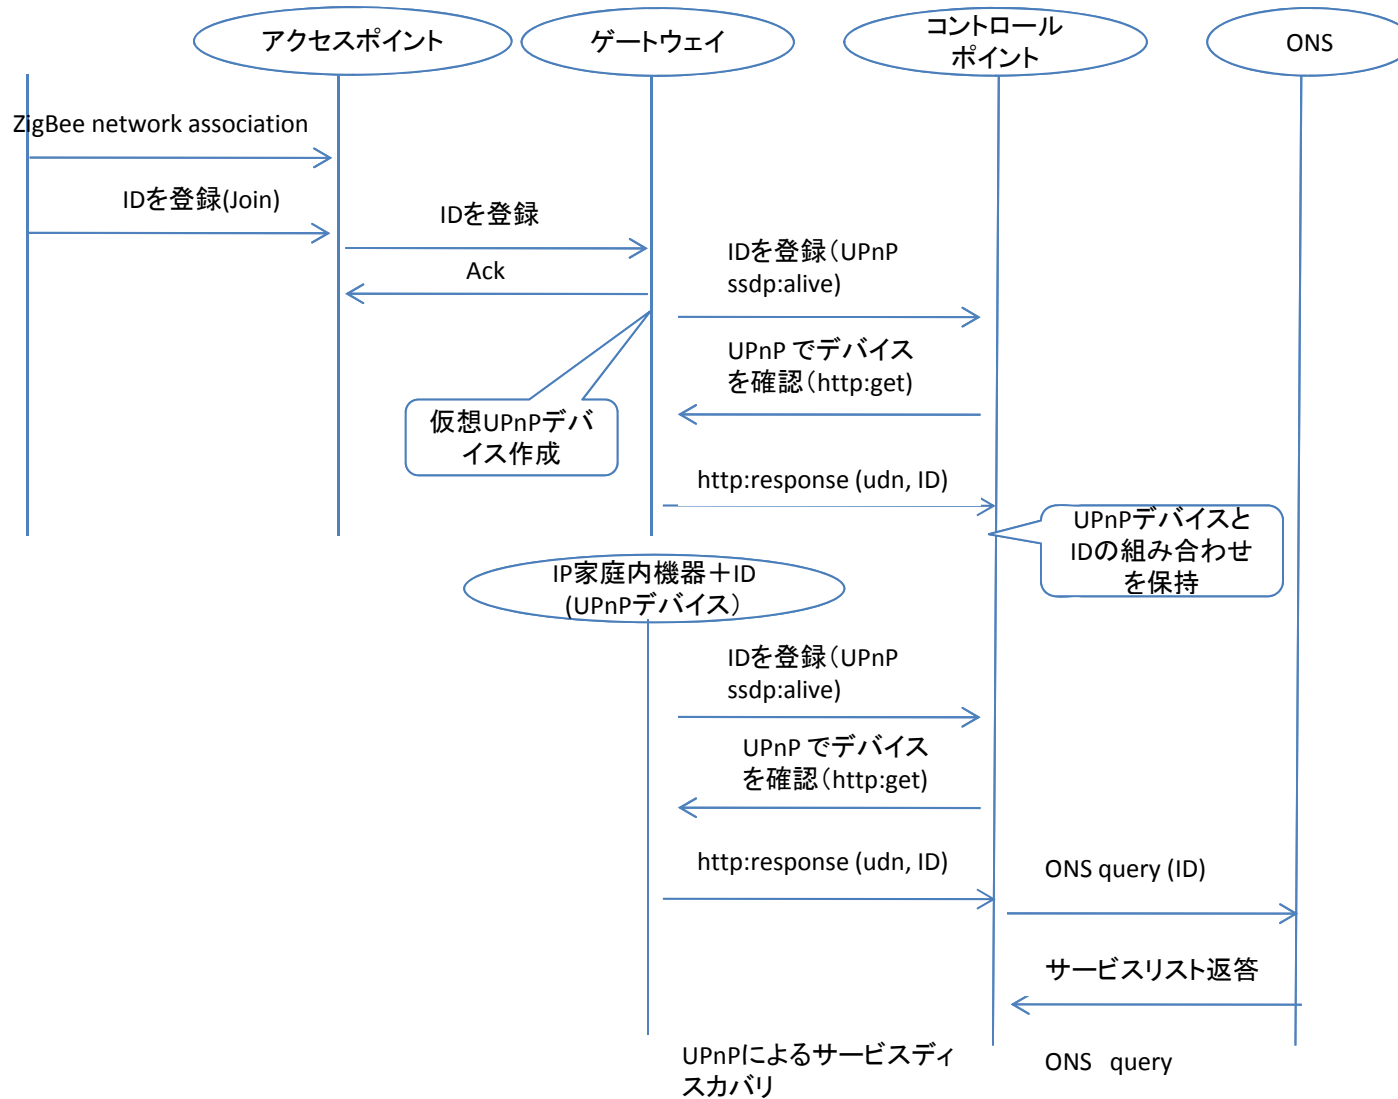 アクセスポイント
ゲートウェイ
コントロール
ポイント
ONS
ZigBee network association
IDを登録(Join)
IDを登録
Ack
IDを登録（UPnP
ssdp:alive)
UPnP でデバイス
を確認（http:get)
仮想UPnPデバ
イス作成
http:response (udn, ID)
UPnPデバイスと
IDの組み合わせ
を保持
IP家庭内機器＋ID
(UPnPデバイス）
IDを登録（UPnP
ssdp:alive)
UPnP でデバイス
を確認（http:get)
http:response (udn, ID)
ONS query (ID)
サービスリスト返答
UPnPによるサービスディ
スカバリ
ONS query